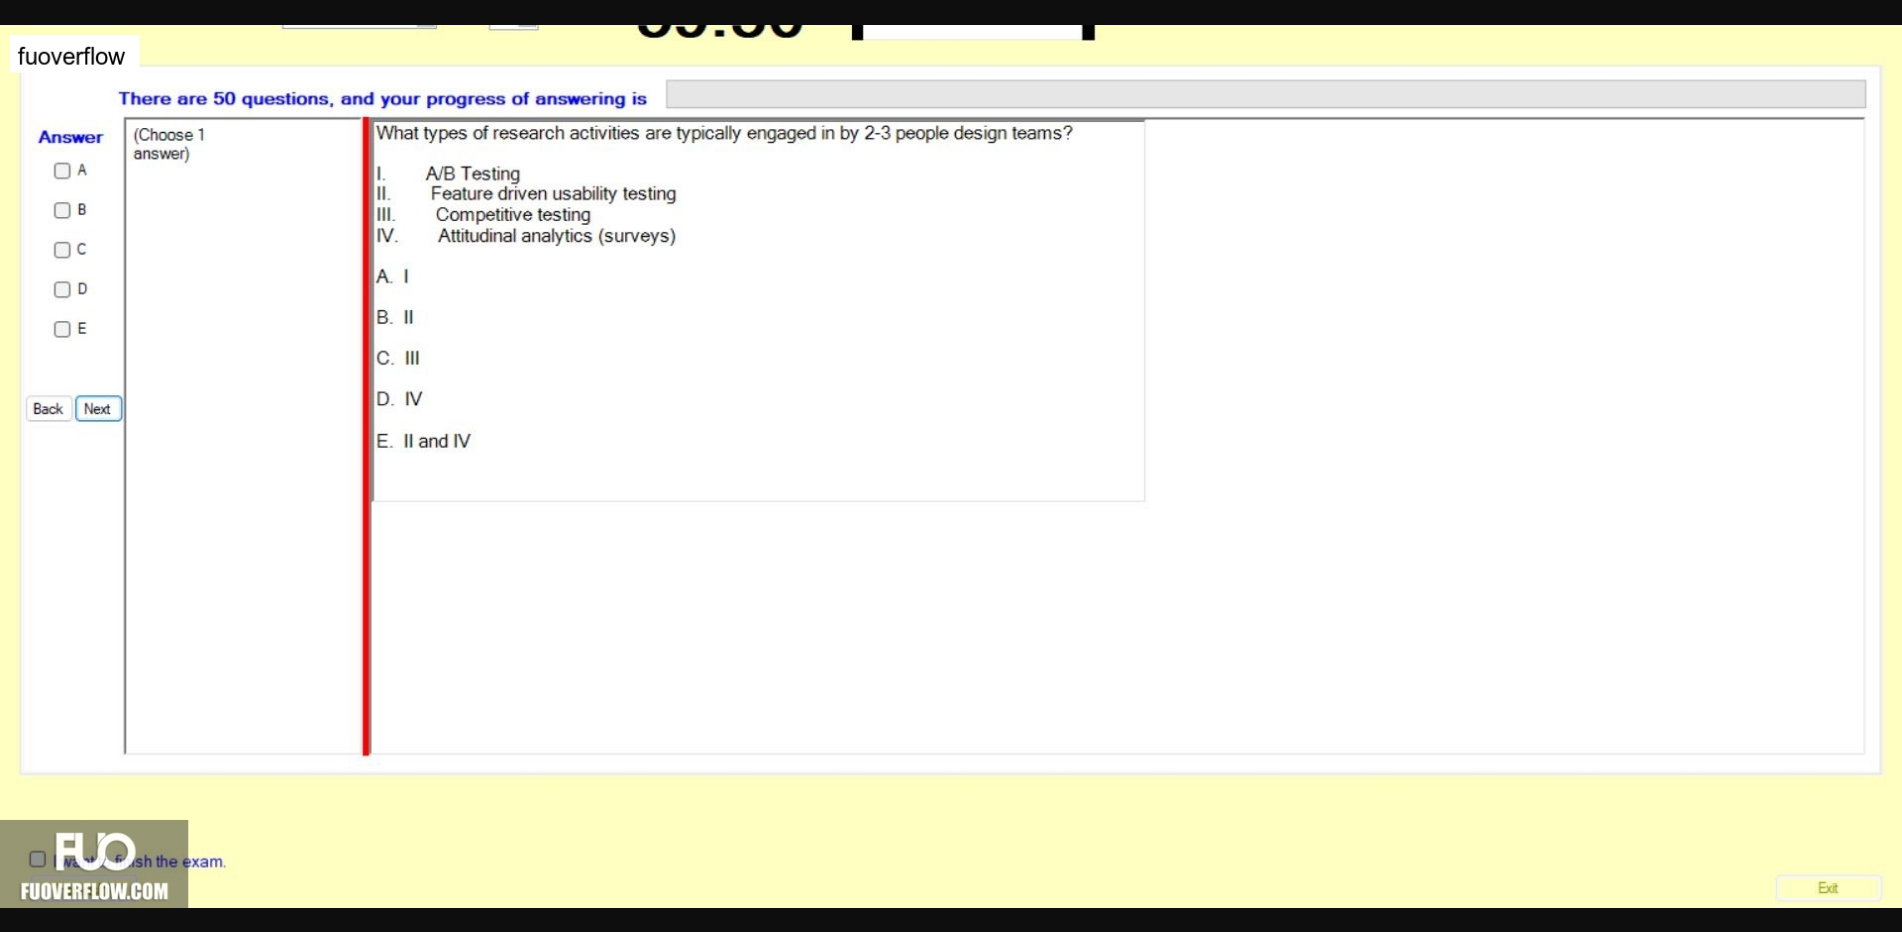 fuoverflow
There are 50 questions, and your progress of answering is
Answer
(Choose 1
answer)
A
B
C
D
E
Back Next
What types of research activities are typically engaged in by 2-3 people design teams?
I. A/B Testing
II. Feature driven usability testing
III. Competitive testing
IV. Attitudinal analytics (surveys)
A. I
B. II
C. III
D. IV
E. II and IV
FUO
the exam.
FUOVERFLOW.COM
Exit